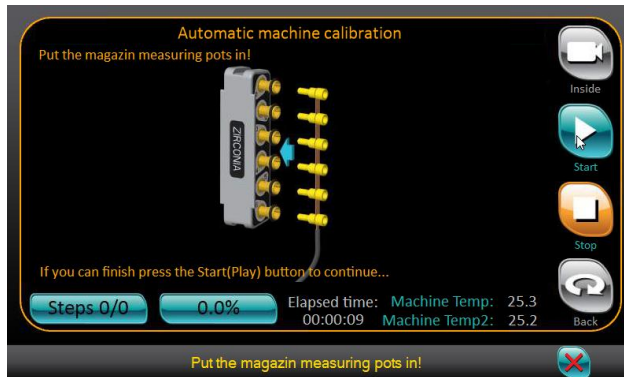 Automatic machine calibration
Put the magazin measuring pots in!
Inside
ZIRCONIA
Start
Stop
If you can finish press the Start(Play) button to continue...
Steps 0/0
0.0%
Elapsed time:
00:00:09
Machine Temp: 25.3
Machine Temp2: 25.2
Back
Put the magazin measuring pots in!